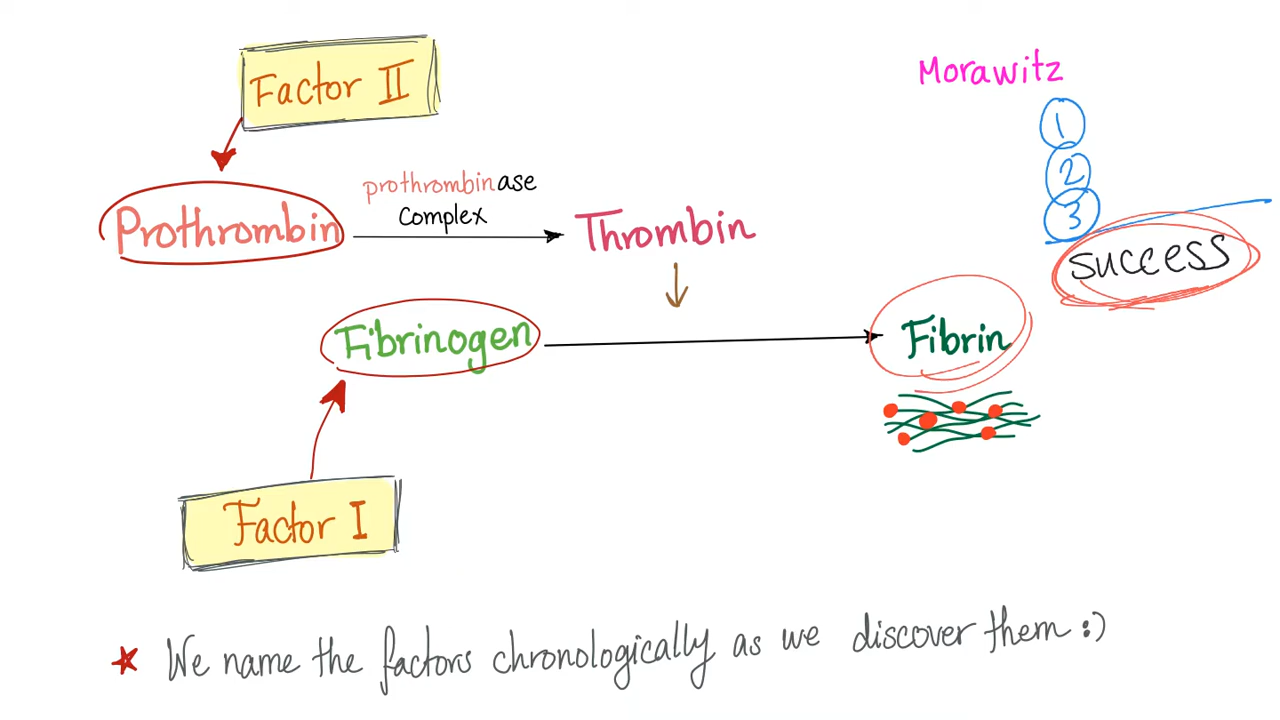 Factor II
Morawitz
1
2
3
success
prothrombinase
complex
Prothrombin
Thrombin
Fibrinogen
Fibrin
Factor I
We name the factors chronologically as we discover them :)